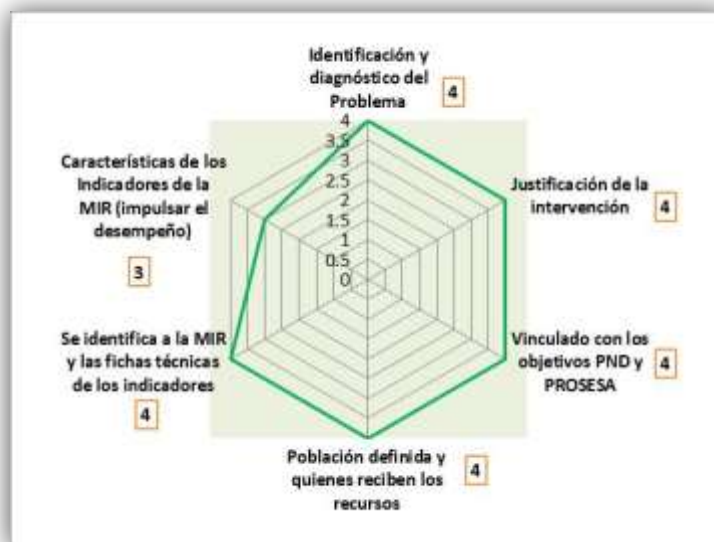 Identificación y
diagnóstico del
Problema
4
4
3.5
3
2.5
2
1.5
1
0.5
0
Justificación de la
intervención
4
Vinculado con los
objetivos PND y
PROSESA
4
Población definida y
quienes reciben los
recursos
4
Se identifica a la MIR
y las fichas técnicas
de los indicadores
4
Características de los
Indicadores de la
MIR (impulsar el
desempeño)
3